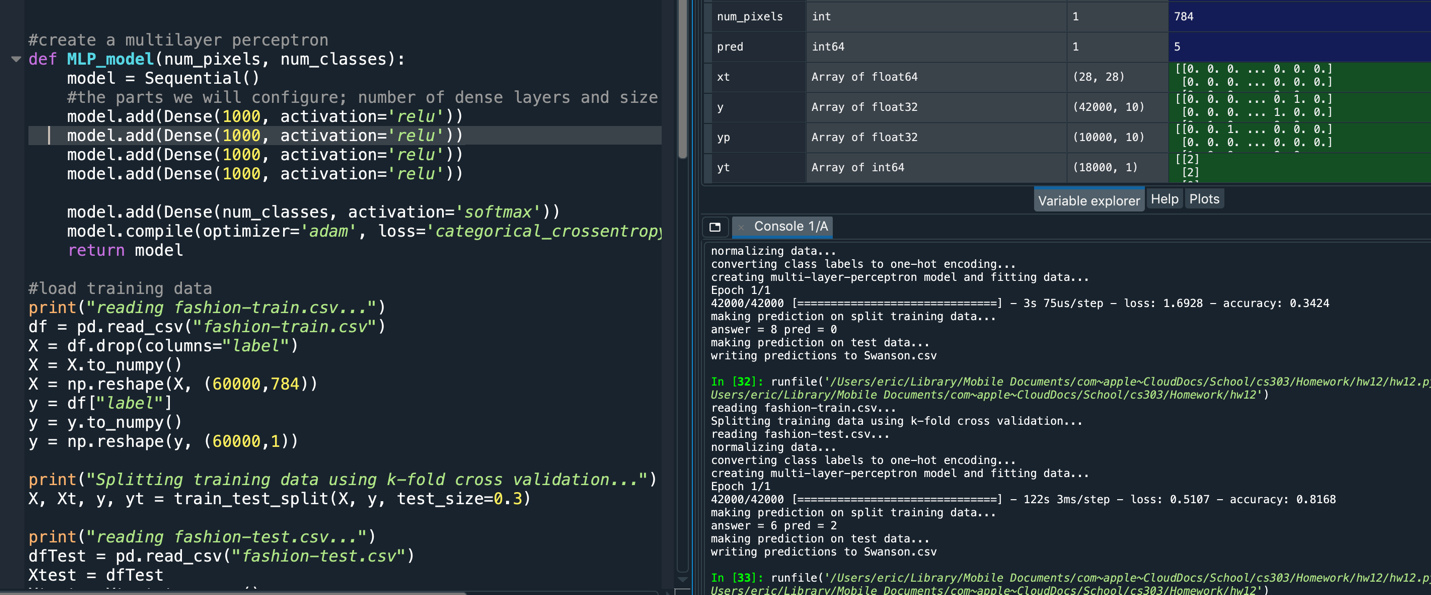 #create a multilayer perceptron
def MLP_model(num_pixels, num_classes):
    model = Sequential()
    #the parts we will configure; number of dense layers and size
    model.add(Dense(1000, activation='relu'))
    model.add(Dense(1000, activation='relu'))
    model.add(Dense(1000, activation='relu'))
    model.add(Dense(1000, activation='relu'))
    model.add(Dense(num_classes, activation='softmax'))
    model.compile(optimizer='adam', loss='categorical_crossentropy
    return model
#load training data
print("reading fashion-train.csv...")
df = pd.read_csv("fashion-train.csv")
X = df.drop(columns="label")
X = X.to_numpy()
X = np.reshape(X, (60000,784))
y = df["label"]
y = y.to_numpy()
y = np.reshape(y, (60000,1))
print("Splitting training data using k-fold cross validation...")
X, Xt, y, yt = train_test_split(X, y, test_size=0.3)
print("reading fashion-test.csv...")
dfTest = pd.read_csv("fashion-test.csv")
Xtest = dfTest
num_pixels int 1 784
pred int64 1 5
xt Array of float64 (28, 28) [[0. 0. 0. ... 0. 0. 0.]
[0. 0. 0. ... 0. 0. 0.]
y Array of float32 (42000, 10) [[0. 0. 0. ... 0. 1. 0.]
[0. 0. 0. ... 1. 0. 0.]
yp Array of float32 (10000, 10) [[0. 0. 1. ... 0. 0. 0.]
[0. 0. 0. ... 0. 0. 0.]
yt Array of int64 (18000, 1) [[2]
[2]
Variable explorer Help Plots
Console 1/A
normalizing data...
converting class labels to one-hot encoding...
creating multi-layer-perceptron model and fitting data...
Epoch 1/1
42000/42000 [==============================] - 3s 75us/step - loss: 1.6928 - accuracy: 0.3424
making prediction on split training data...
answer = 8 pred = 0
making prediction on test data...
writing predictions to Swanson.csv
In [32]: runfile('/Users/eric/Library/Mobile Documents/com~apple~CloudDocs/School/cs303/Homework/hw12/hw12.py
Users/eric/Library/Mobile Documents/com~apple~CloudDocs/School/cs303/Homework/hw12')
reading fashion-train.csv...
Splitting training data using k-fold cross validation...
reading fashion-test.csv...
normalizing data...
converting class labels to one-hot encoding...
creating multi-layer-perceptron model and fitting data...
Epoch 1/1
42000/42000 [==============================] - 122s 3ms/step - loss: 0.5107 - accuracy: 0.8168
making prediction on split training data...
answer = 6 pred = 2
making prediction on test data...
writing predictions to Swanson.csv
In [33]: runfile('/Users/eric/Library/Mobile Documents/com~apple~CloudDocs/School/cs303/Homework/hw12/hw12.py
Users/eric/Library/Mobile Documents/com~apple~CloudDocs/School/cs303/Homework/hw12')